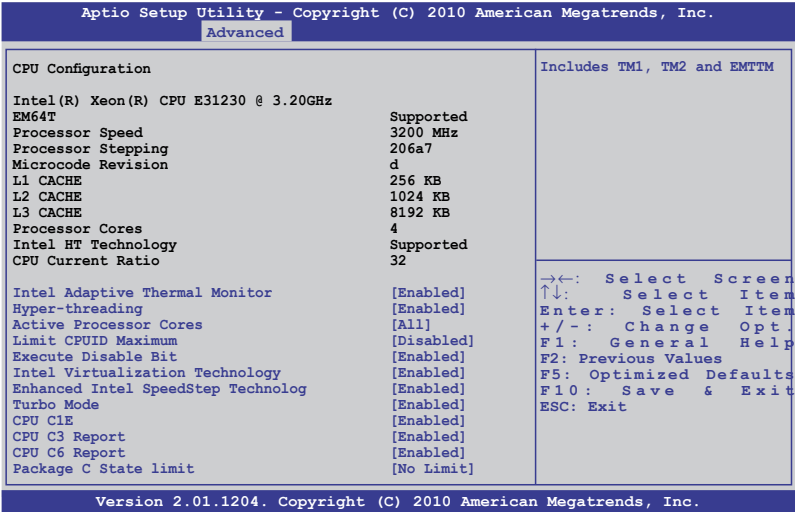 Aptio Setup Utility - Copyright (C) 2010 American Megatrends, Inc.
Advanced
CPU Configuration
Intel(R) Xeon(R) CPU E31230 @ 3.20GHz
EM64T Supported
Processor Speed 3200 MHz
Processor Stepping 206a7
Microcode Revision d
L1 CACHE 256 KB
L2 CACHE 1024 KB
L3 CACHE 8192 KB
Processor Cores 4
Intel HT Technology Supported
CPU Current Ratio 32
Intel Adaptive Thermal Monitor [Enabled]
Hyper-threading [Enabled]
Active Processor Cores [All]
Limit CPUID Maximum [Disabled]
Execute Disable Bit [Enabled]
Intel Virtualization Technology [Enabled]
Enhanced Intel SpeedStep Technolog [Enabled]
Turbo Mode [Enabled]
CPU C1E [Enabled]
CPU C3 Report [Enabled]
CPU C6 Report [Enabled]
Package C State limit [No Limit]
Includes TM1, TM2 and EMTTM
→←: Select Screen
↑↓: Select Item
Enter: Select Item
+/-: Change Opt.
F1: General Help
F2: Previous Values
F5: Optimized Defaults
F10: Save & Exit
ESC: Exit
Version 2.01.1204. Copyright (C) 2010 American Megatrends, Inc.